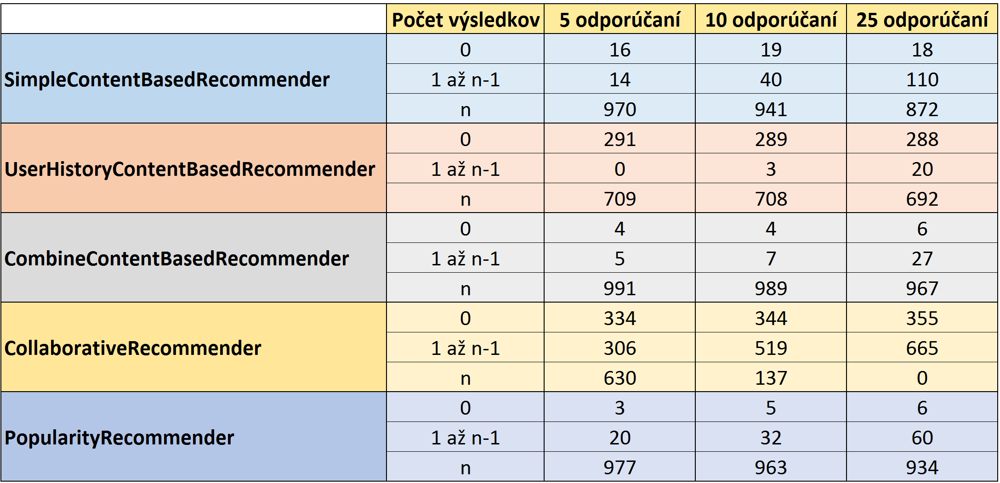 Počet výsledkov 5 odporúčaní 10 odporúčaní 25 odporúčaní
SimpleContentBasedRecommender
0 16 19 18
1 až n-1 14 40 110
n 970 941 872
UserHistoryContentBasedRecommender
0 291 289 288
1 až n-1 0 3 20
n 709 708 692
CombineContentBasedRecommender
0 4 4 6
1 až n-1 5 7 27
n 991 989 967
CollaborativeRecommender
0 334 344 355
1 až n-1 306 519 665
n 630 137 0
PopularityRecommender
0 3 5 6
1 až n-1 20 32 60
n 977 963 934